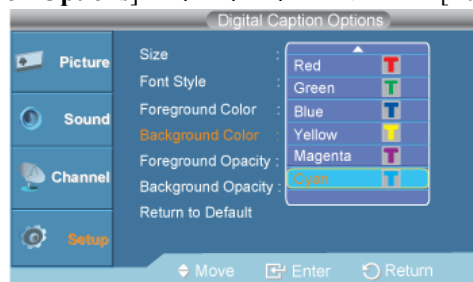 Options]
Digital Caption Options
Picture
Sound
Channel
Setup
Size :
Font Style :
Foreground Color :
Background Color :
Foreground Opacity :
Background Opacity :
Return to Default
Red T
Green T
Blue T
Yellow T
Magenta T
Cyan T
Move Enter Return